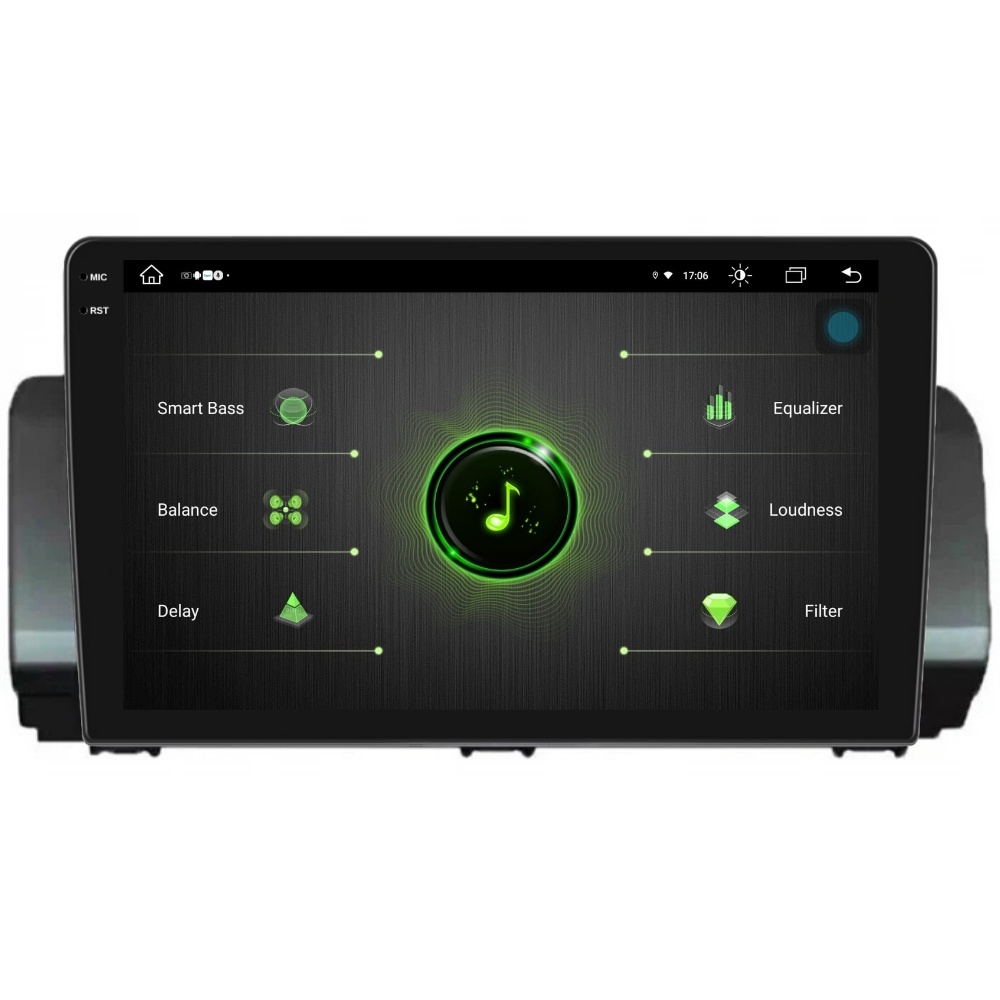 MIC
17:06
RST
Smart Bass
Equalizer
Balance
Loudness
Delay
Filter